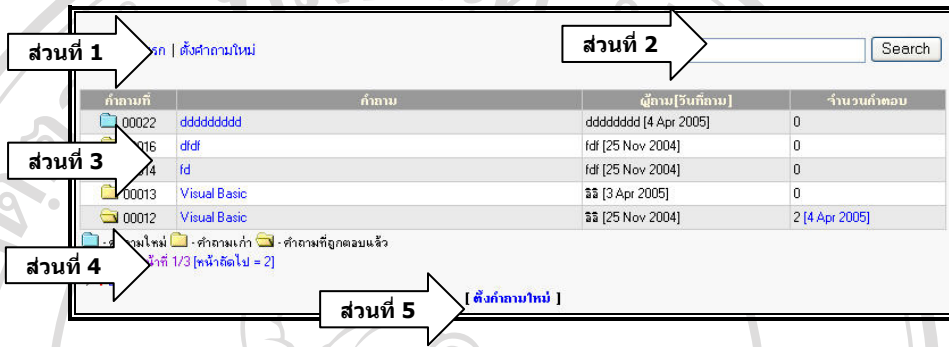 ส่วนที่ 1 รก | ตั้งคำถามใหม่ ส่วนที่ 2 Search
คำถามที่ คำถาม ผู้ถาม[วันที่ถาม] จำนวนคำตอบ
00022 ddddddddd dddddddd [4 Apr 2005] 0
016 dfdf fdf [25 Nov 2004] 0
ส่วนที่ 3 14 fd fdf [25 Nov 2004] 0
00013 Visual Basic อิอิ [3 Apr 2005] 0
00012 Visual Basic อิอิ [25 Nov 2004] 2 [4 Apr 2005]
ามใหม่ - คำถามเก่า - คำถามที่ถูกตอบแล้ว
ส่วนที่ 4 น้าที่ 1/3 [หน้าถัดไป = 2]
[ ตั้งคำถามใหม่ ]
ส่วนที่ 5